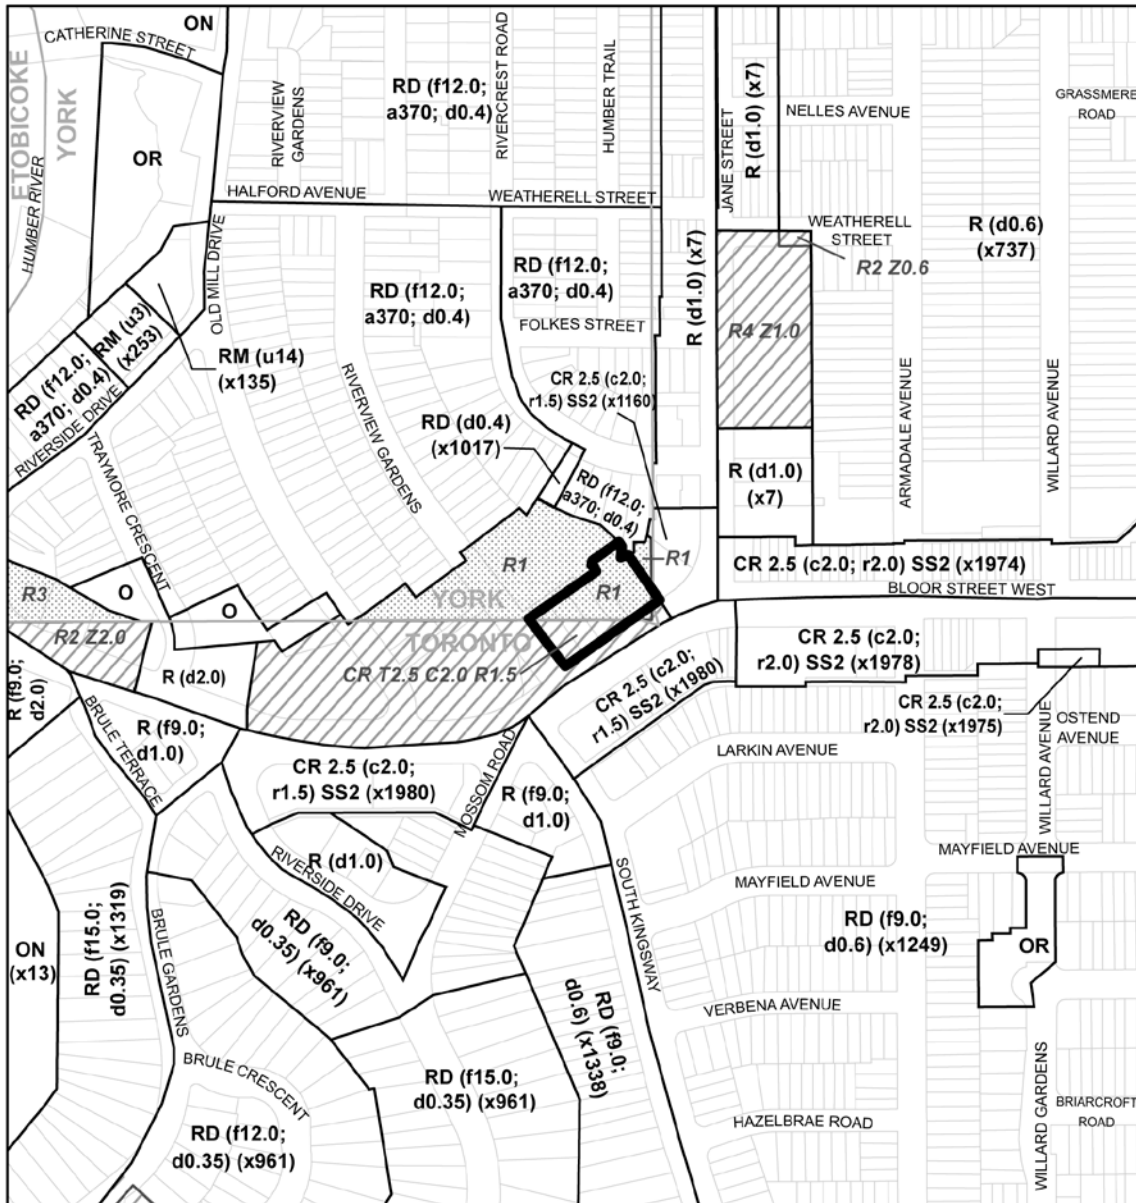 ON
CATHERINE STREET
ETOBICOKE
YORK
HUMBER RIVER
OR
RD (f12.0;
a370; d0.4)
RIVERVIEW
GARDENS
RIVERCREST ROAD
HUMBER TRAIL
JANE STREET
R (d1.0) (x7)
NELLES AVENUE
GRASSMERE
ROAD
HALFORD AVENUE
WEATHERELL STREET
WEATHERELL
STREET
R (d0.6)
(x737)
R2 Z0.6
OLD MILL DRIVE
RD (f12.0;
a370; d0.4)
RD (f12.0;
a370; d0.4)
FOLKES STREET
R (d1.0) (x7)
R4 Z1.0
RM (u3)
(x253)
RM (u14)
(x135)
RD (f12.0;
a370; d0.4)
RIVERSIDE DRIVE
CR 2.5 (c2.0;
r1.5) SS2 (x1160)
RIVERVIEW GARDENS
RD (d0.4)
(x1017)
ARMADALE AVENUE
WILLARD AVENUE
TRAYMORE CRESCENT
RD (f12.0;
a370; d0.4)
R (d1.0)
(x7)
R1
R1
R1
CR 2.5 (c2.0; r2.0) SS2 (x1974)
BLOOR STREET WEST
R3
O
O
YORK
TORONTO
R2 Z2.0
R (d2.0)
CR T2.5 C2.0 R1.5
CR 2.5 (c2.0;
r2.0) SS2 (x1978)
R (f9.0;
d2.0)
CR 2.5 (c2.0;
r1.5) SS2 (x1980)
CR 2.5 (c2.0;
r2.0) SS2 (x1975)
WILLARD AVENUE
OSTEND
AVENUE
BRULE TERRACE
R (f9.0;
d1.0)
LARKIN AVENUE
CR 2.5 (c2.0;
r1.5) SS2 (x1980)
MOSSOM ROAD
R (f9.0;
d1.0)
MAYFIELD AVENUE
R (d1.0)
RIVERSIDE DRIVE
SOUTH KINGSWAY
MAYFIELD AVENUE
RD (f15.0;
d0.35) (x1319)
BRULE GARDENS
RD (f9.0;
d0.35) (x961)
RD (f9.0;
d0.6) (x1249)
OR
ON
(x13)
RD (f9.0;
d0.6) (x1338)
VERBENA AVENUE
BRULE CRESCENT
RD (f15.0;
d0.35) (x961)
WILLARD GARDENS
BRIARCROFT
ROAD
HAZELBRAE ROAD
RD (f12.0;
d0.35) (x961)